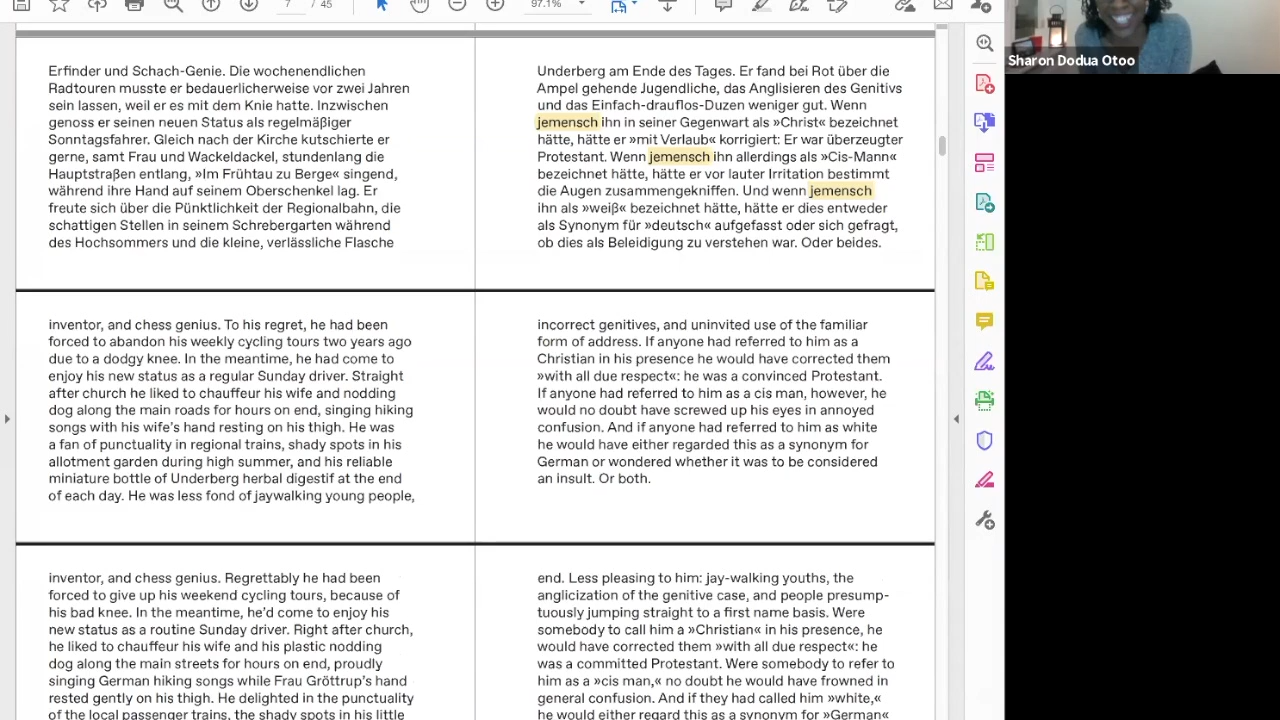 7 / 45
97.1%
Sharon Dodua Otoo
Erfinder und Schach-Genie. Die wochenendlichen
Radtouren musste er bedauerlicherweise vor zwei Jahren
sein lassen, weil er es mit dem Knie hatte. Inzwischen
genoss er seinen neuen Status als regelmäßiger
Sonntagsfahrer. Gleich nach der Kirche kutschierte er
gerne, samt Frau und Wackeldackel, stundenlang die
Hauptstraßen entlang, »Im Frühtau zu Berge« singend,
während ihre Hand auf seinem Oberschenkel lag. Er
freute sich über die Pünktlichkeit der Regionalbahn, die
schattigen Stellen in seinem Schrebergarten während
des Hochsommers und die kleine, verlässliche Flasche
Underberg am Ende des Tages. Er fand bei Rot über die
Ampel gehende Jugendliche, das Anglisieren des Genitivs
und das Einfach-drauflos-Duzen weniger gut. Wenn
jemensch ihn in seiner Gegenwart als »Christ« bezeichnet
hätte, hätte er »mit Verlaub« korrigiert: Er war überzeugter
Protestant. Wenn jemensch ihn allerdings als »Cis-Mann«
bezeichnet hätte, hätte er vor lauter Irritation bestimmt
die Augen zusammengekniffen. Und wenn jemensch
ihn als »weiß« bezeichnet hätte, hätte er dies entweder
als Synonym für »deutsch« aufgefasst oder sich gefragt,
ob dies als Beleidigung zu verstehen war. Oder beides.
inventor, and chess genius. To his regret, he had been
forced to abandon his weekly cycling tours two years ago
due to a dodgy knee. In the meantime, he had come to
enjoy his new status as a regular Sunday driver. Straight
after church he liked to chauffeur his wife and nodding
dog along the main roads for hours on end, singing hiking
songs with his wife's hand resting on his thigh. He was
a fan of punctuality in regional trains, shady spots in his
allotment garden during high summer, and his reliable
miniature bottle of Underberg herbal digestif at the end
of each day. He was less fond of jaywalking young people,
incorrect genitives, and uninvited use of the familiar
form of address. If anyone had referred to him as a
Christian in his presence he would have corrected them
»with all due respect«: he was a convinced Protestant.
If anyone had referred to him as a cis man, however, he
would no doubt have screwed up his eyes in annoyed
confusion. And if anyone had referred to him as white
he would have either regarded this as a synonym for
German or wondered whether it was to be considered
an insult. Or both.
inventor, and chess genius. Regrettably he had been
forced to give up his weekend cycling tours, because of
his bad knee. In the meantime, he'd come to enjoy his
new status as a routine Sunday driver. Right after church,
he liked to chauffeur his wife and his plastic nodding
dog along the main streets for hours on end, proudly
singing German hiking songs while Frau Gröttrup's hand
rested gently on his thigh. He delighted in the punctuality
of the local passenger trains, the shady spots in his little
end. Less pleasing to him: jay-walking youths, the
anglicization of the genitive case, and people presump-
tuously jumping straight to a first name basis. Were
somebody to call him a »Christian« in his presence, he
would have corrected them »with all due respect«: he
was a committed Protestant. Were somebody to refer to
him as a »cis man,« no doubt he would have frowned in
general confusion. And if they had called him »white,«
he would either regard this as a synonym for »German«